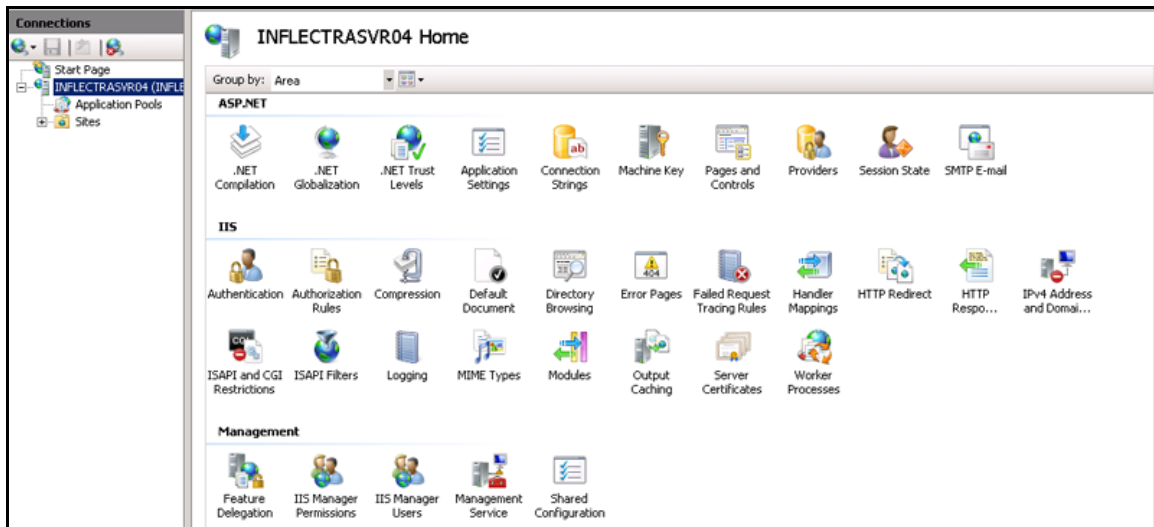 Connections
Start Page
INFLECTRASVR04 (INFLE
Application Pools
Sites
INFLECTRASVR04 Home
Group by: Area
ASP.NET
.NET Compilation
.NET Globalization
.NET Trust Levels
Application Settings
Connection Strings
Machine Key
Pages and Controls
Providers
Session State
SMTP E-mail
IIS
Authentication
Authorization Rules
Compression
Default Document
Directory Browsing
Error Pages
Failed Request Tracing Rules
Handler Mappings
HTTP Redirect
HTTP Respo...
IPv4 Address and Domai...
ISAPI and CGI Restrictions
ISAPI Filters
Logging
MIME Types
Modules
Output Caching
Server Certificates
Worker Processes
Management
Feature Delegation
IIS Manager Permissions
IIS Manager Users
Management Service
Shared Configuration